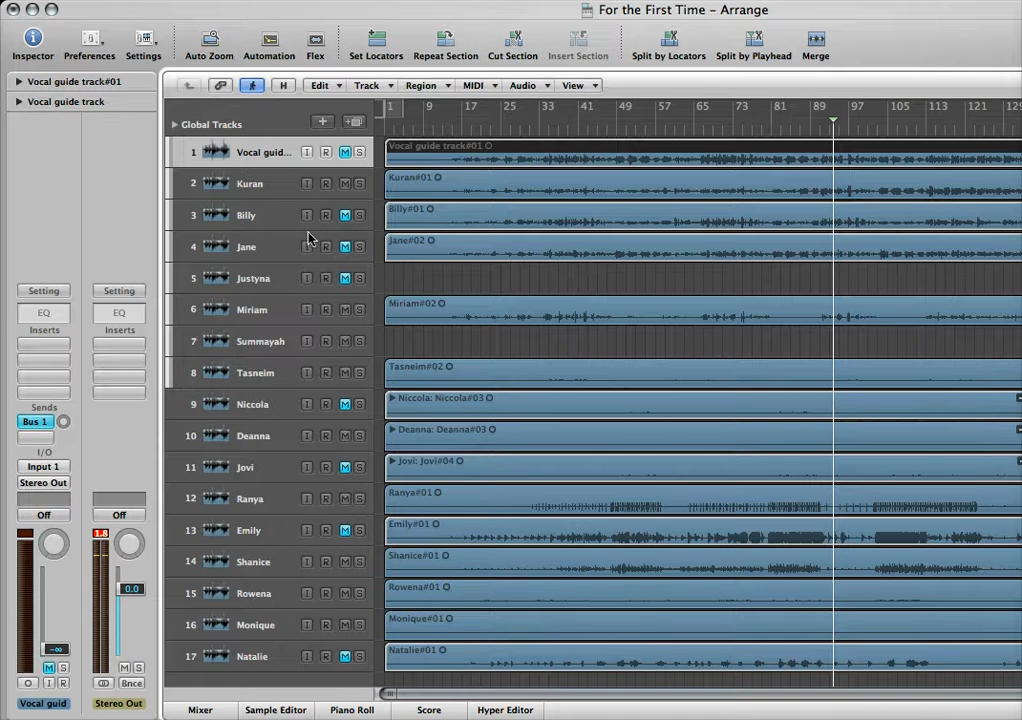 For the First Time – Arrange
Inspector Preferences Settings Auto Zoom Automation Flex Set Locators Repeat Section Cut Section Insert Section Split by Locators Split by Playhead Merge
Vocal guide track#01
Vocal guide track
H Edit Track Region MIDI Audio View
1 9 17 25 33 41 49 57 65 73 81 89 97 105 113 121 129
Global Tracks
1 Vocal guid... I R M S Vocal guide track#01
2 Kuran I R M S Kuran#01
3 Billy I R M S Billy#01
4 Jane I R M S Jane#02
5 Justyna I R M S
6 Miriam I R M S Miriam#02
7 Summayah I R M S
8 Tasneim I R M S Tasneim#02
9 Niccola I R M S Niccola: Niccola#03
10 Deanna I R M S Deanna: Deanna#03
11 Jovi I R M S Jovi: Jovi#04
12 Ranya I R M S Ranya#01
13 Emily I R M S Emily#01
14 Shanice I R M S Shanice#01
15 Rowena I R M S Rowena#01
16 Monique I R M S Monique#01
17 Natalie I R M S Natalie#01
Setting Setting
EQ EQ
Inserts Inserts
Sends
Bus 1
I/O
Input 1
Stereo Out
Off Off
1.8
0.0
-∞
M S M S
I R Bnce
Vocal guid Stereo Out
Mixer Sample Editor Piano Roll Score Hyper Editor